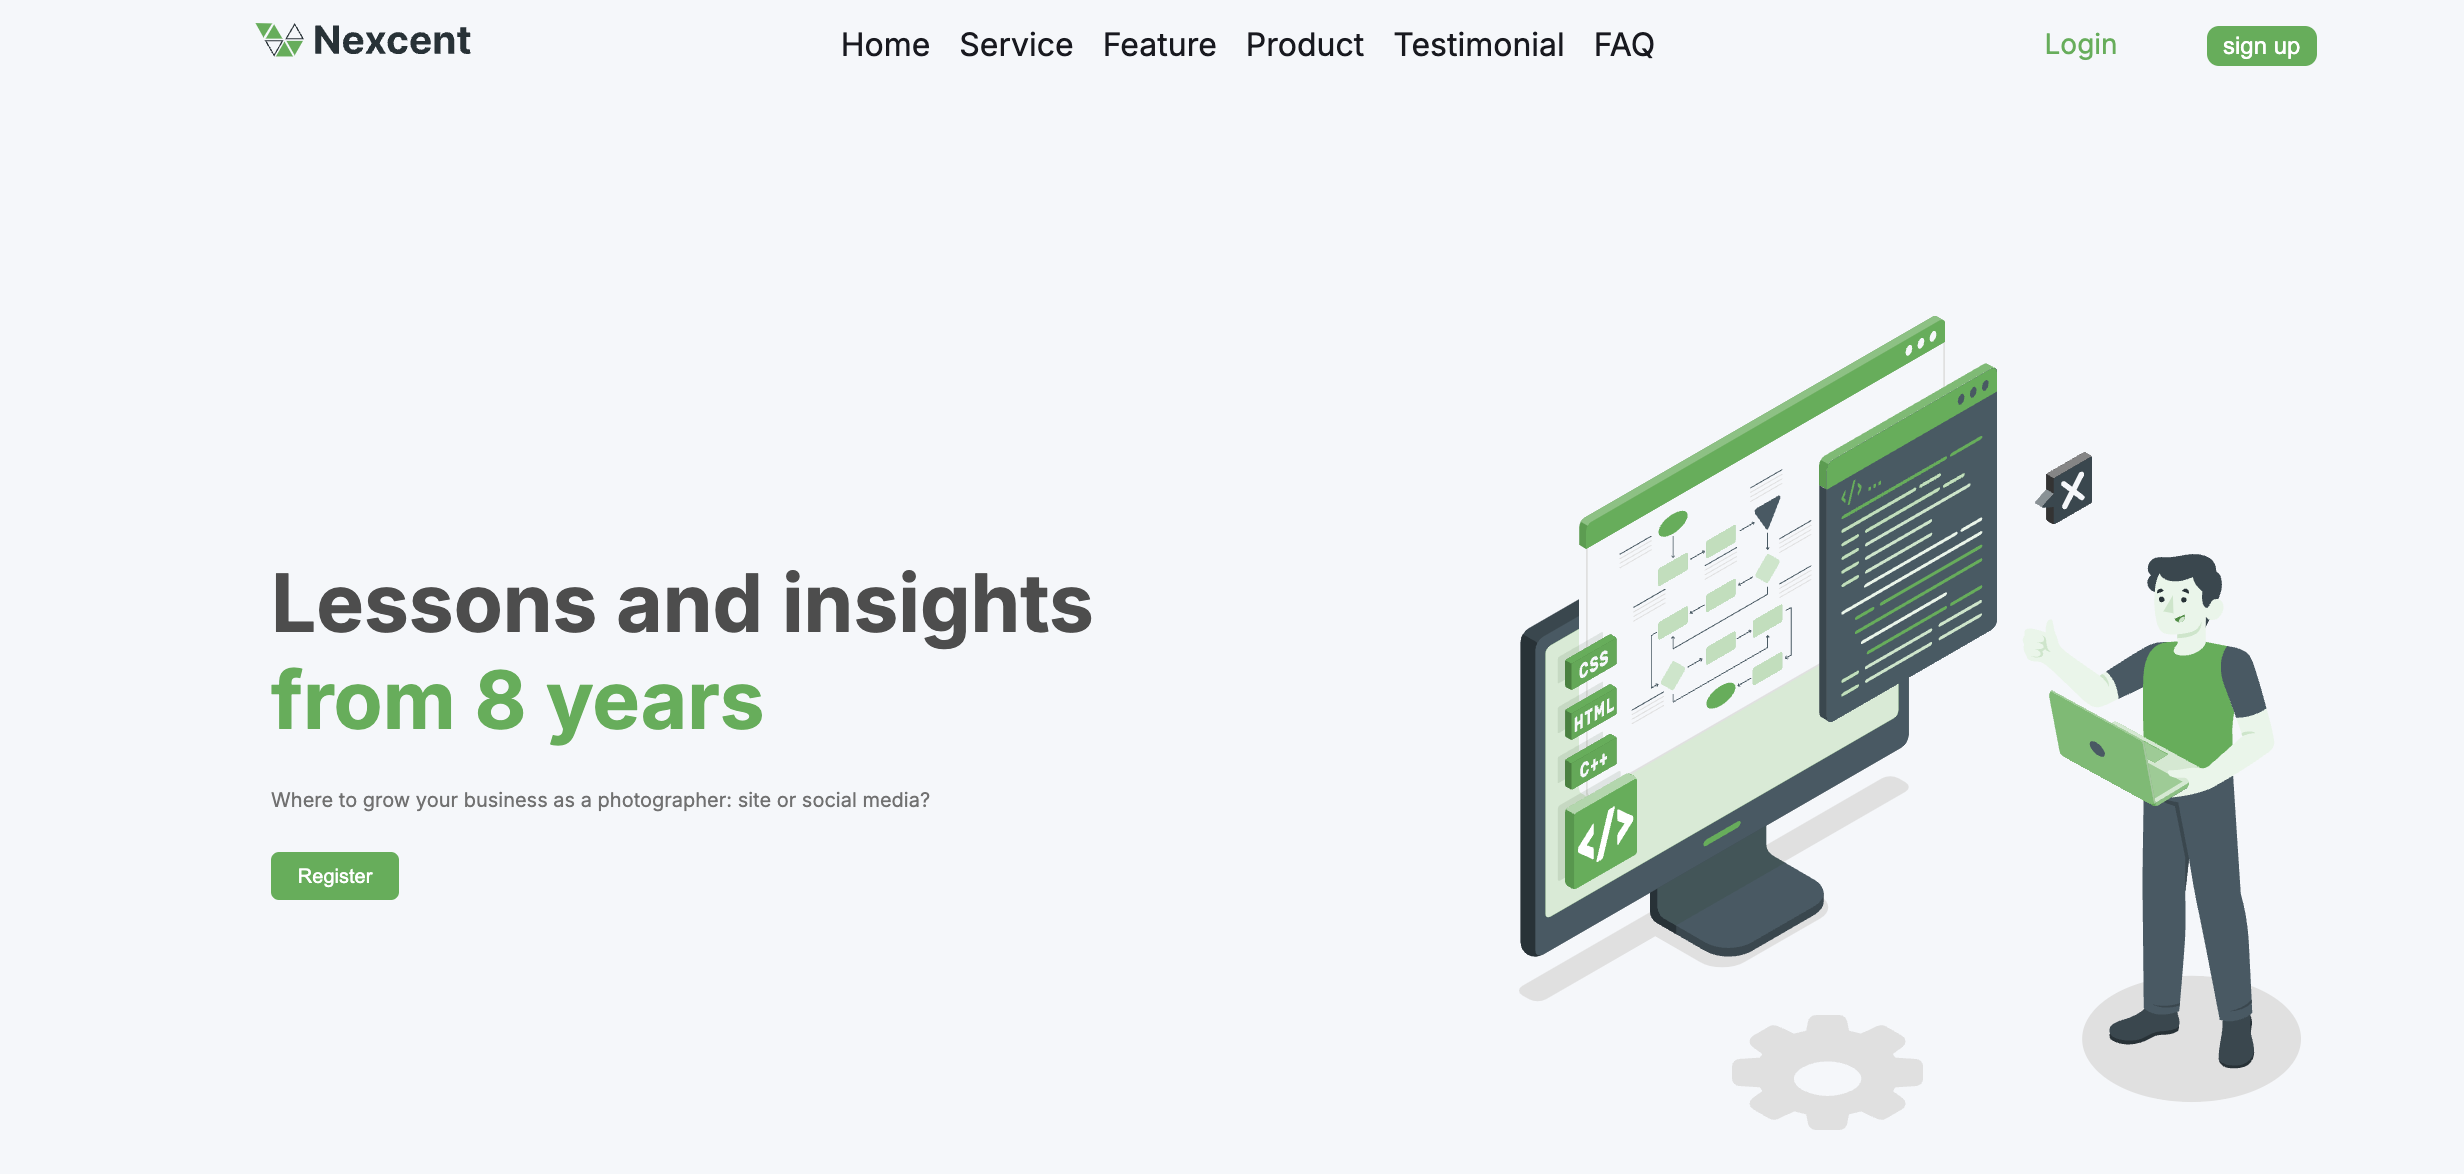 Nexcent
Home Service Feature Product Testimonial FAQ
Login
sign up
Lessons and insights
from 8 years
Where to grow your business as a photographer: site or social media?
Register
</> ...
CSS
HTML
C++
</>
X